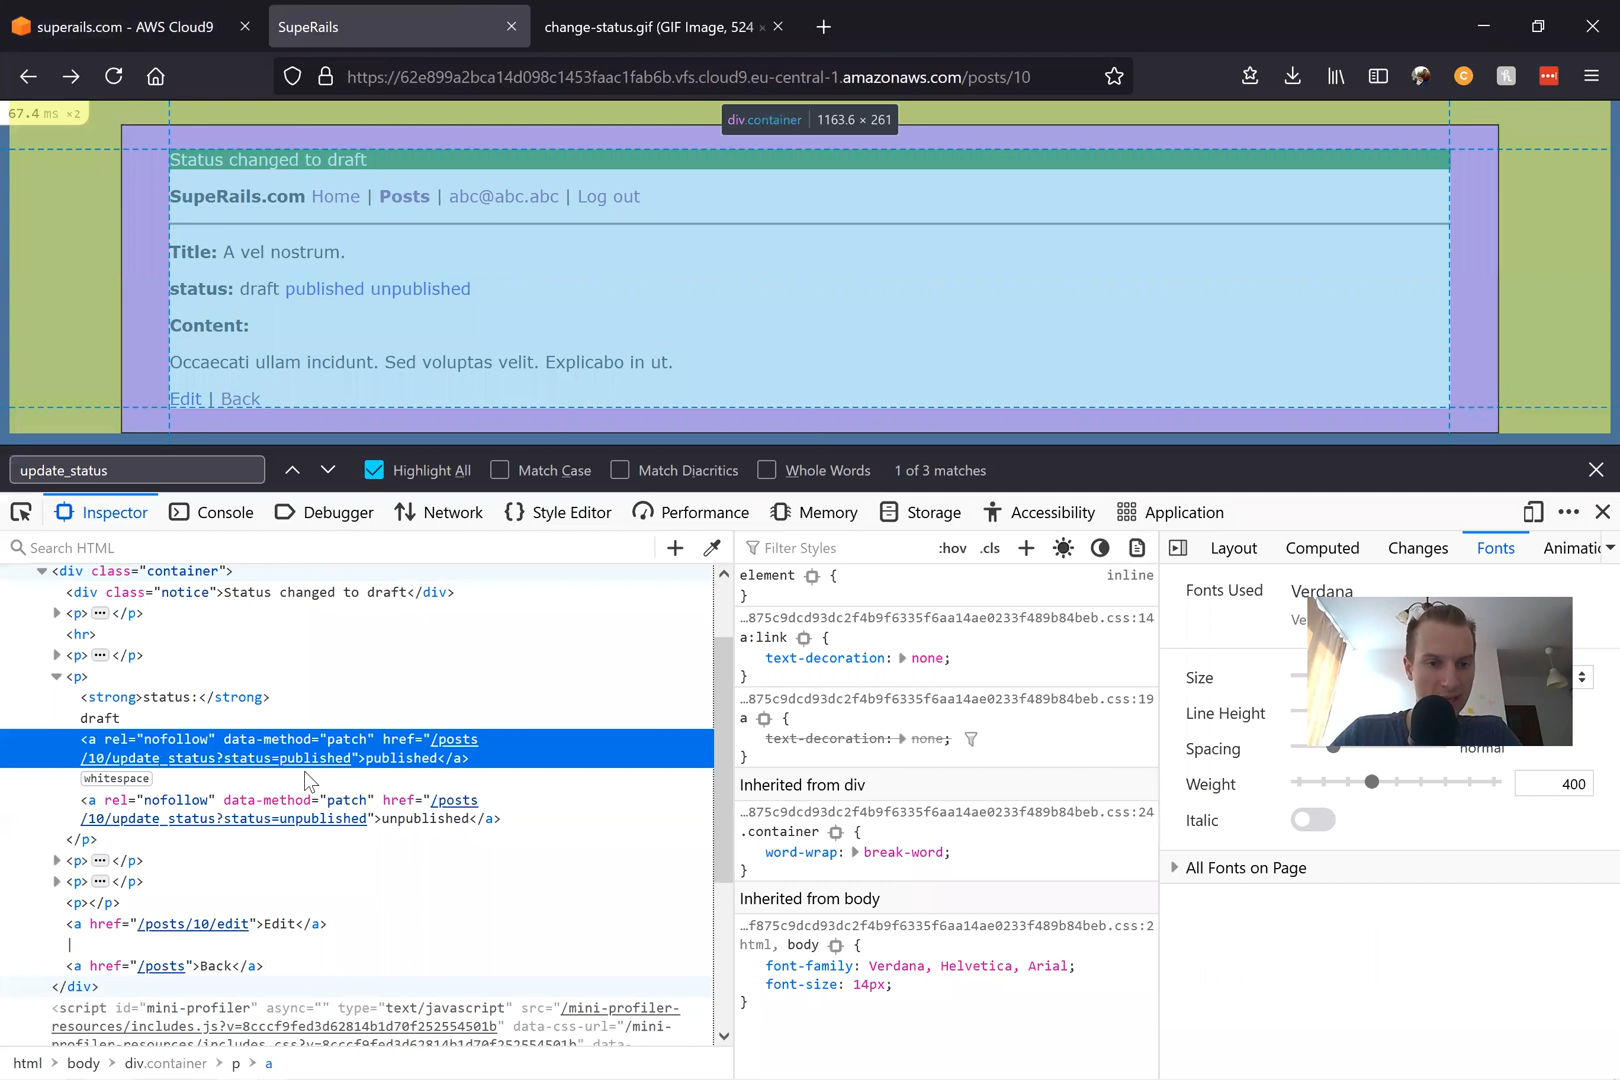 superails.com - AWS Cloud9
SupeRails
change-status.gif (GIF Image, 524
https://62e899a2bca14d098c1453faac1fab6b.vfs.cloud9.eu-central-1.amazonaws.com/posts/10
67.4 ms ×2
div.container | 1163.6 × 261
Status changed to draft
SupeRails.com Home | Posts | abc@abc.abc | Log out
Title: A vel nostrum.
status: draft published unpublished
Content:
Occaecati ullam incidunt. Sed voluptas velit. Explicabo in ut.
Edit | Back
update_status
Highlight All
Match Case
Match Diacritics
Whole Words
1 of 3 matches
Inspector
Console
Debugger
Network
Style Editor
Performance
Memory
Storage
Accessibility
Application
Search HTML
<div class="container">
<div class="notice">Status changed to draft</div>
<p> ••• </p>
<hr>
<p> ••• </p>
<p>
<strong>status:</strong>
draft
<a rel="nofollow" data-method="patch" href="/posts
/10/update_status?status=published">published</a>
whitespace
<a rel="nofollow" data-method="patch" href="/posts
/10/update_status?status=unpublished">unpublished</a>
</p>
<p> ••• </p>
<p> ••• </p>
<p></p>
<a href="/posts/10/edit">Edit</a>
|
<a href="/posts">Back</a>
</div>
<script id="mini-profiler" async="" type="text/javascript" src="/mini-profiler-
resources/includes.js?v=8cccf9fed3d62814b1d70f252554501b" data-css-url="/mini-
profiler-resources/includes.css?v=8cccf9fed3d62814b1d70f252554501b" data-
html > body > div.container > p > a
Filter Styles
:hov .cls
element {
inline
}
…875c9dcd93dc2f4b9f6335f6aa14ae0233f489b84beb.css:14
a:link {
text-decoration: none;
}
…875c9dcd93dc2f4b9f6335f6aa14ae0233f489b84beb.css:19
a {
text-decoration: none;
}
Inherited from div
…875c9dcd93dc2f4b9f6335f6aa14ae0233f489b84beb.css:24
.container {
word-wrap: break-word;
}
Inherited from body
…f875c9dcd93dc2f4b9f6335f6aa14ae0233f489b84beb.css:2
html, body {
font-family: Verdana, Helvetica, Arial;
font-size: 14px;
}
Layout
Computed
Changes
Fonts
Fonts Used
Verdana
Size
Line Height
Spacing
normal
Weight
400
Italic
All Fonts on Page